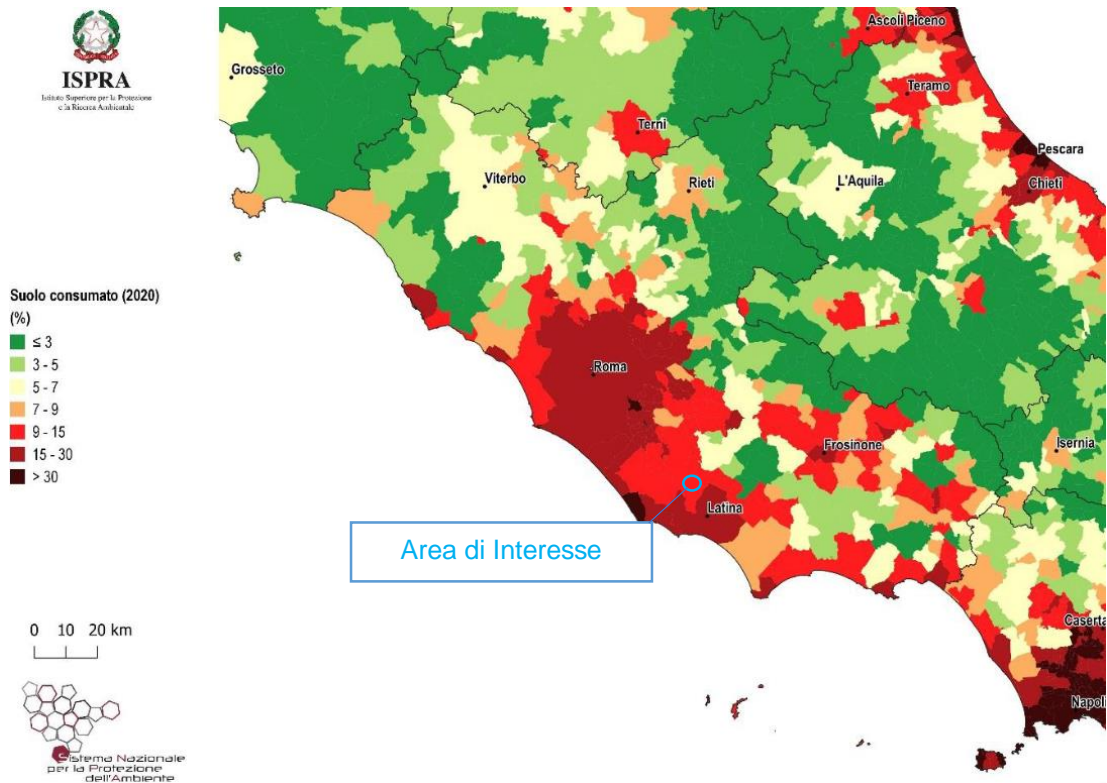 ISPRA
Istituto Superiore per la Protezione
e la Ricerca Ambientale
Suolo consumato (2020)
(%)
≤ 3
3 - 5
5 - 7
7 - 9
9 - 15
15 - 30
> 30
0 10 20 km
Sistema Nazionale
per la Protezione
dell'Ambiente
Grosseto
Ascoli Piceno
Teramo
Terni
Pescara
Viterbo
Rieti
L'Aquila
Chieti
Roma
Frosinone
Isernia
Latina
Area di Interesse
Caserta
Napoli